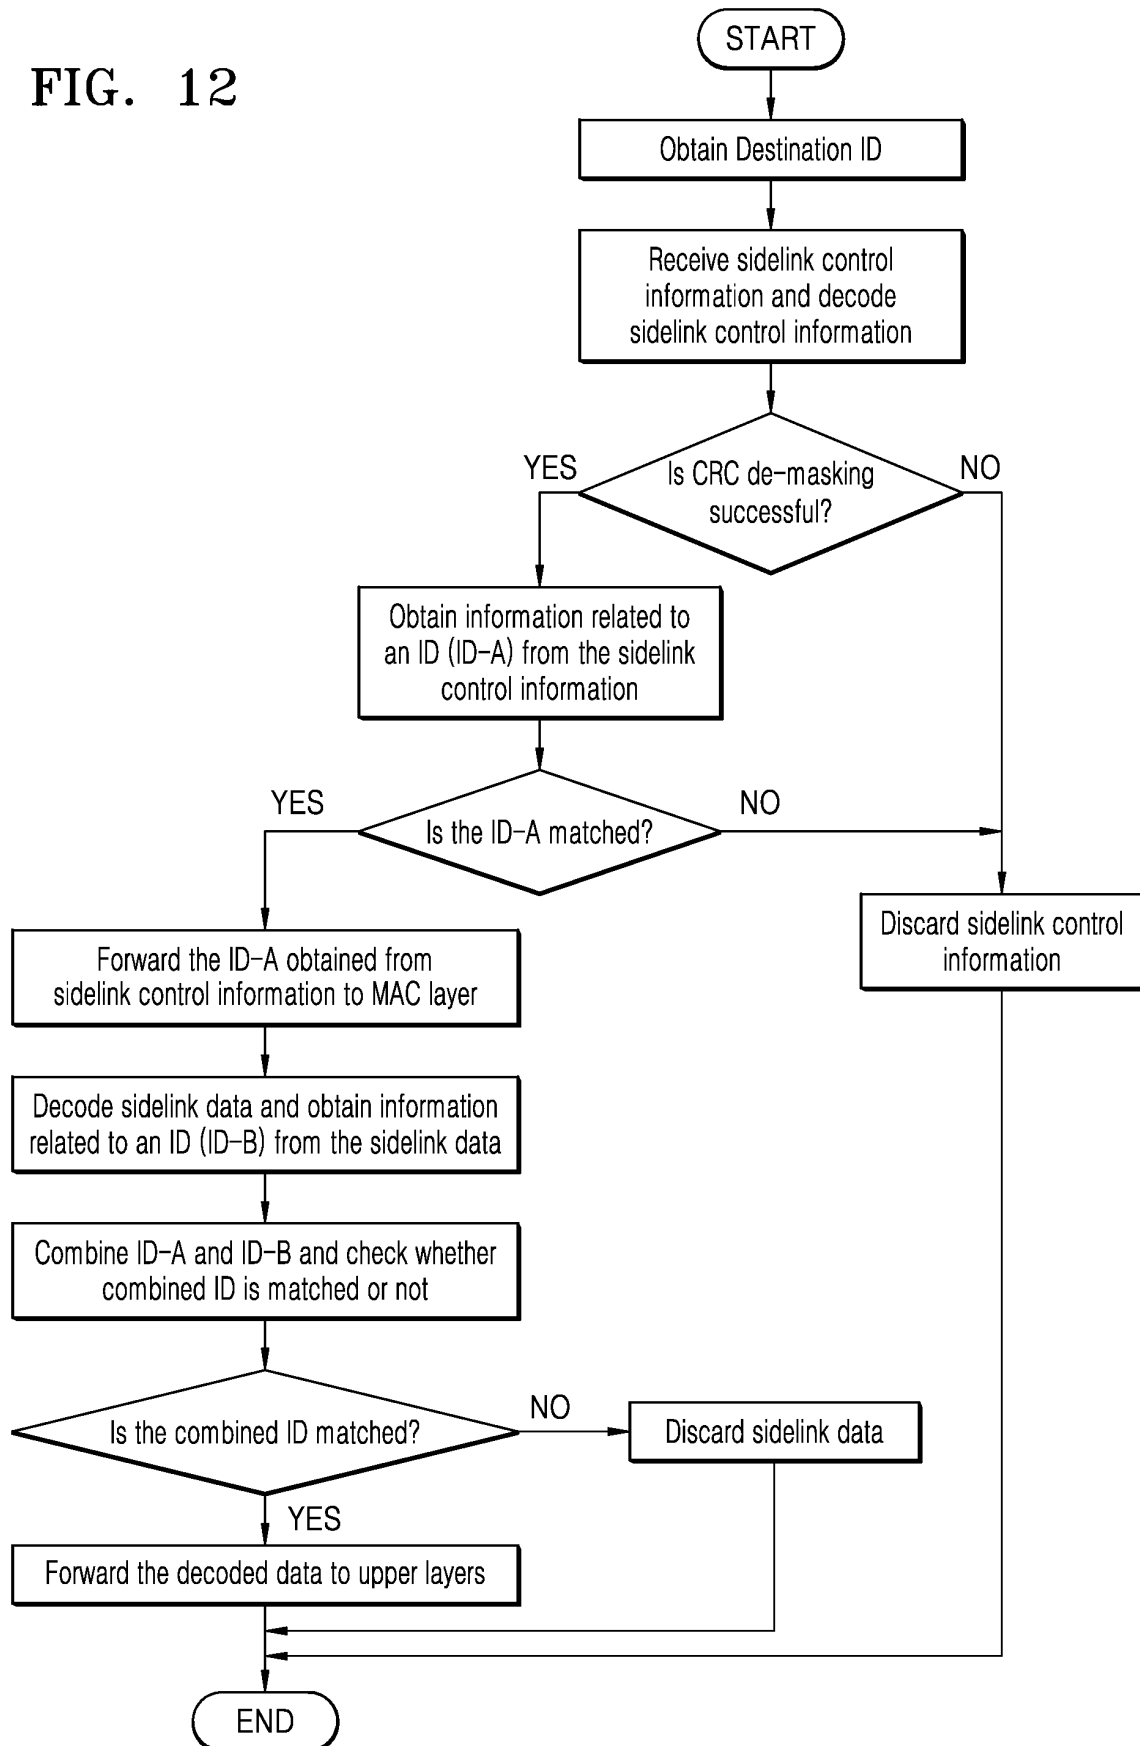 START
FIG. 12
Obtain Destination ID
Receive sidelink control
information and decode
sidelink control information
YES
Is CRC de-masking
successful?
NO
Obtain information related to
an ID (ID-A) from the sidelink
control information
YES
Is the ID-A matched?
NO
Discard sidelink control
information
Forward the ID-A obtained from
sidelink control information to MAC layer
Decode sidelink data and obtain information
related to an ID (ID-B) from the sidelink data
Combine ID-A and ID-B and check whether
combined ID is matched or not
Is the combined ID matched?
NO
Discard sidelink data
YES
Forward the decoded data to upper layers
END